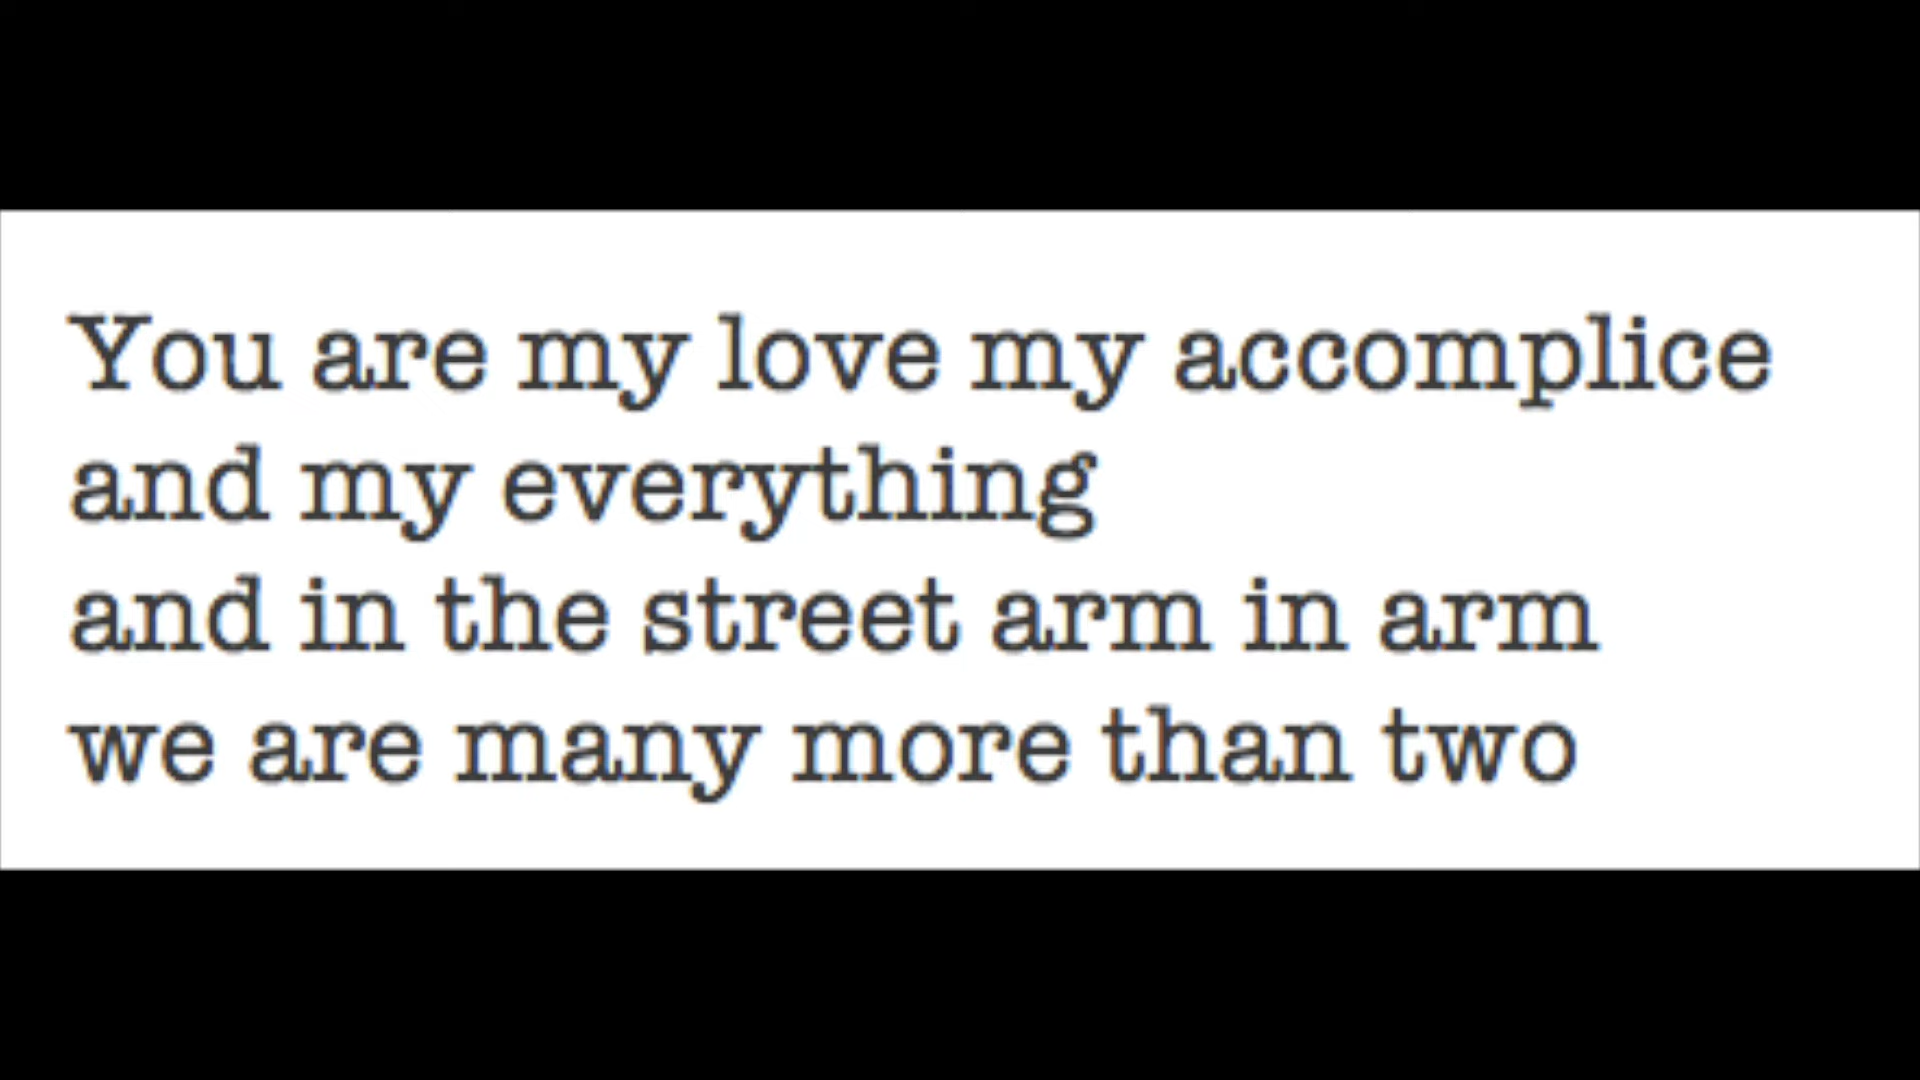 You are my love my accomplice
and my everything
and in the street arm in arm
we are many more than two